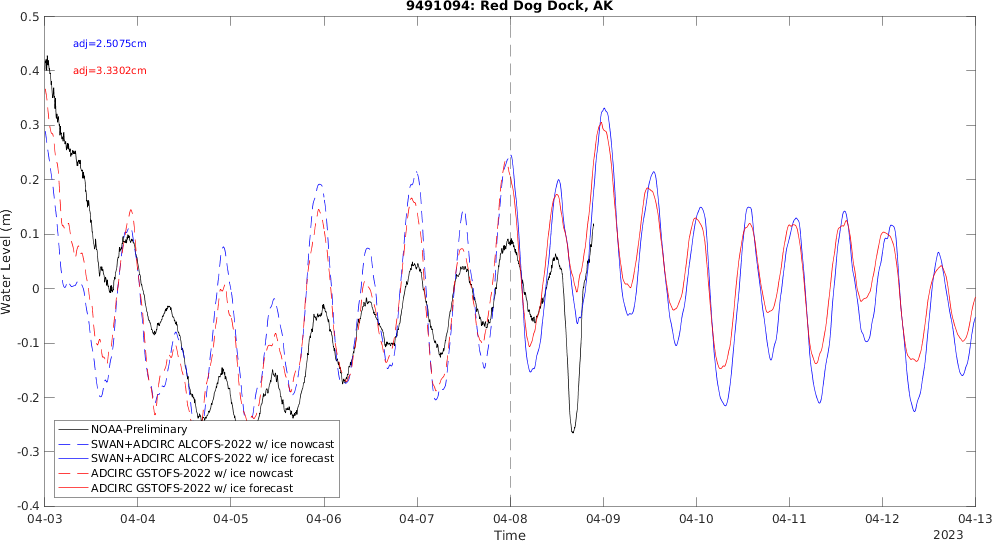 9491094: Red Dog Dock, AK
adj=2.5075cm
adj=3.3302cm
Water Level (m)
0.5
0.4
0.3
0.2
0.1
0
-0.1
-0.2
-0.3
-0.4
NOAA-Preliminary
SWAN+ADCIRC ALCOFS-2022 w/ ice nowcast
SWAN+ADCIRC ALCOFS-2022 w/ ice forecast
ADCIRC GSTOFS-2022 w/ ice nowcast
ADCIRC GSTOFS-2022 w/ ice forecast
04-03 04-04 04-05 04-06 04-07 04-08 04-09 04-10 04-11 04-12 04-13
Time
2023